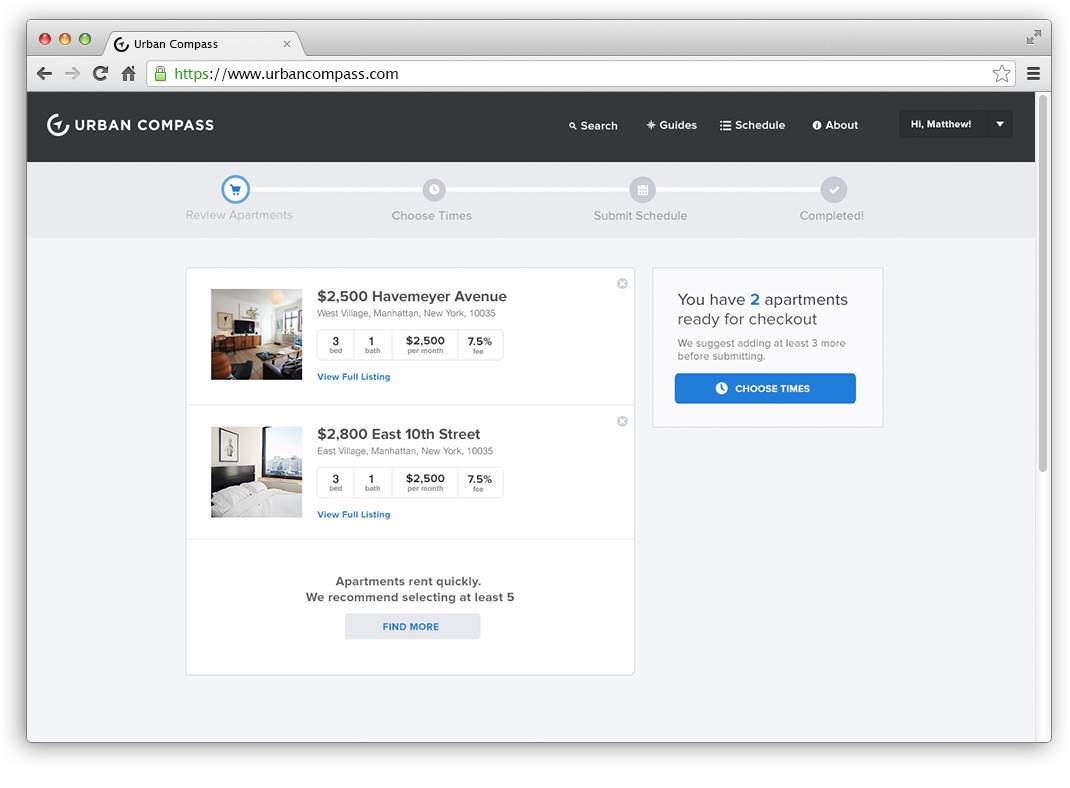 Urban Compass
https://www.urbancompass.com
URBAN COMPASS
Search
Guides
Schedule
About
Hi, Matthew!
Review Apartments
Choose Times
Submit Schedule
Completed!
$2,500 Havemeyer Avenue
West Village, Manhattan, New York, 10035
3 1 $2,500 7.5%
bed bath per month fee
View Full Listing
$2,800 East 10th Street
East Village, Manhattan, New York, 10035
3 1 $2,500 7.5%
bed bath per month fee
View Full Listing
Apartments rent quickly.
We recommend selecting at least 5
FIND MORE
You have 2 apartments
ready for checkout
We suggest adding at least 3 more
before submitting.
CHOOSE TIMES